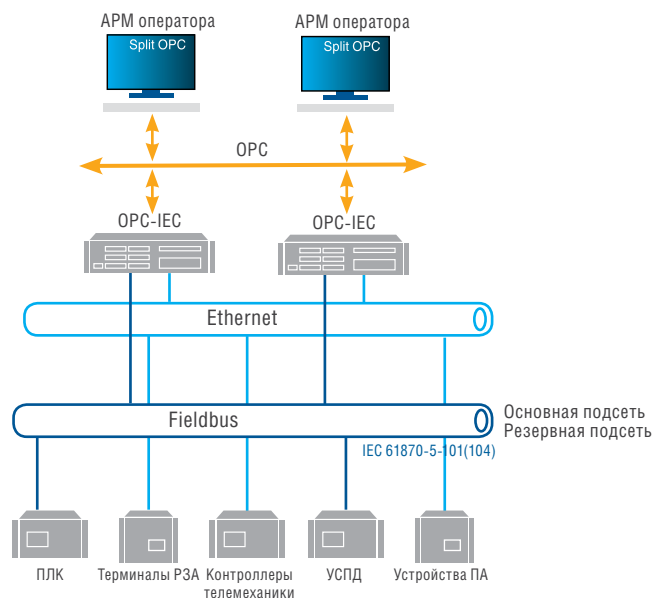 АРМ оператора
АРМ оператора
Split OPC
Split OPC
OPC
OPC-IEC
OPC-IEC
Ethernet
Fieldbus
Основная подсеть
Резервная подсеть
IEC 61870-5-101(104)
ПЛК
Терминалы РЗА
Контроллеры
телемеханики
УСПД
Устройства ПА